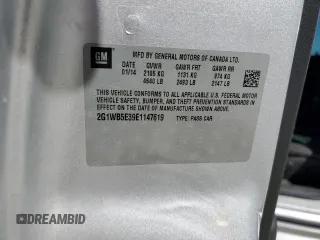 GM
MFD BY GENERAL MOTORS OF CANADA LTD.
DATE GVWR GAWR FRT GAWR RR
01/14 2105 KG 1131 KG 974 KG
4640 LB 2493 LB 2147 LB
THIS VEHICLE CONFORMS TO ALL APPLICABLE U.S. FEDERAL MOTOR
VEHICLE SAFETY, BUMPER, AND THEFT PREVENTION STANDARDS IN
EFFECT ON THE DATE OF MANUFACTURE SHOWN ABOVE.
2G1WB5E39E1147619 TYPE: PASS CAR
DREAMBID